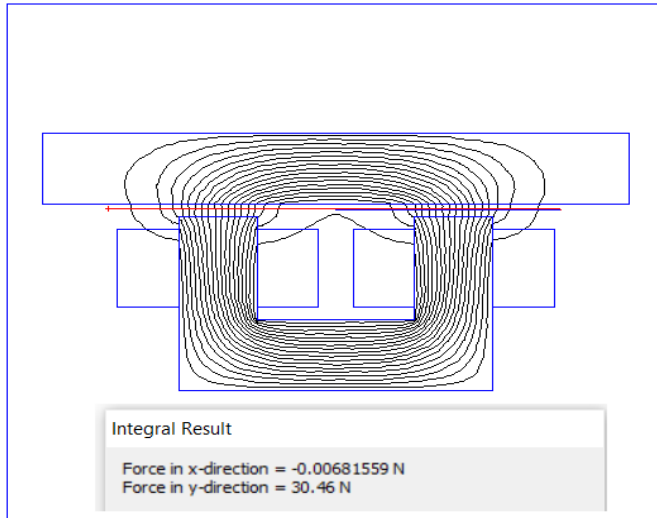 Integral Result
Force in x-direction = -0.00681559 N
Force in y-direction = 30.46 N